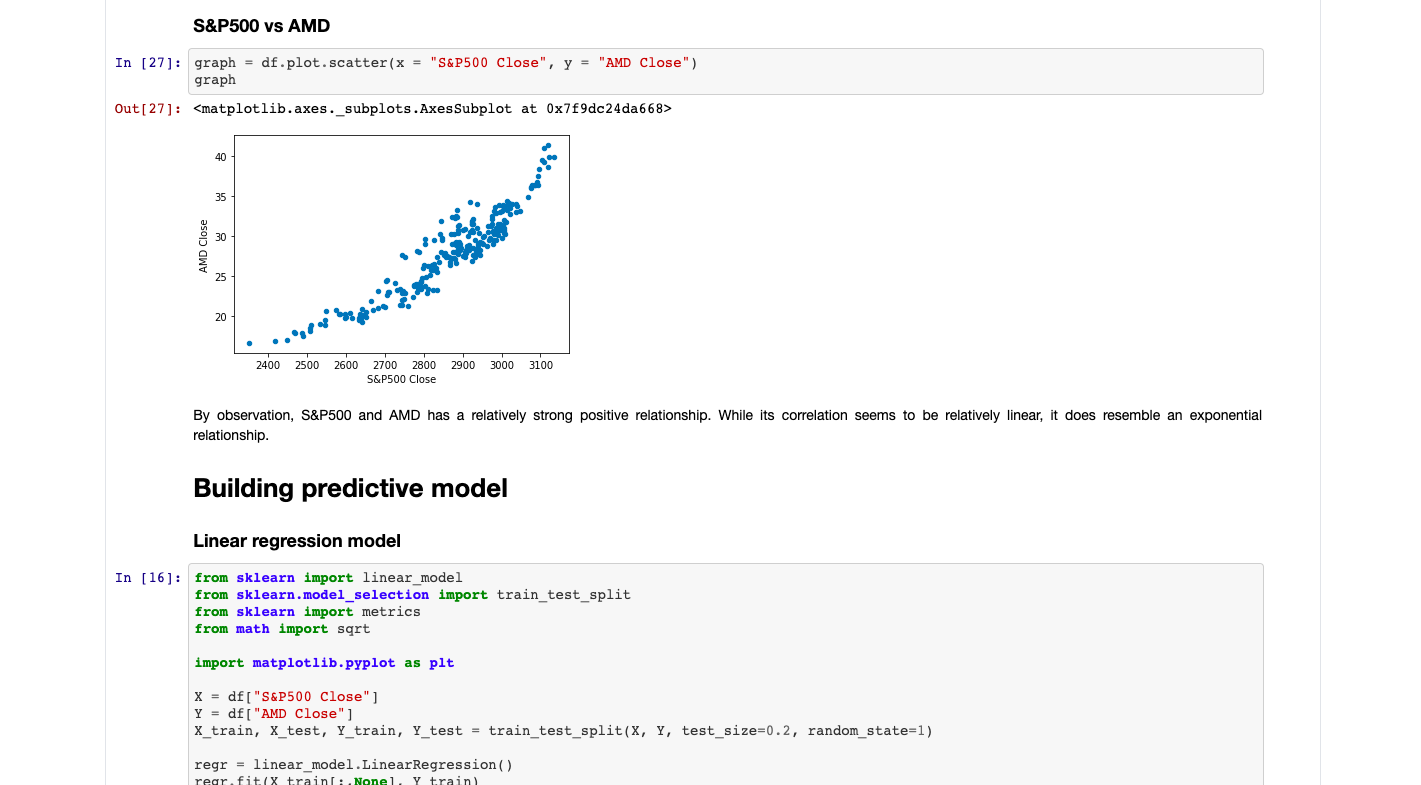 S&P500 vs AMD
In [27]: graph = df.plot.scatter(x = "S&P500 Close", y = "AMD Close")
graph
Out[27]: <matplotlib.axes._subplots.AxesSubplot at 0x7f9dc24da668>
40
35
30
25
20
AMD Close
2400 2500 2600 2700 2800 2900 3000 3100
S&P500 Close
By observation, S&P500 and AMD has a relatively strong positive relationship. While its correlation seems to be relatively linear, it does resemble an exponential
relationship.
Building predictive model
Linear regression model
In [16]: from sklearn import linear_model
from sklearn.model_selection import train_test_split
from sklearn import metrics
from math import sqrt
import matplotlib.pyplot as plt
X = df["S&P500 Close"]
Y = df["AMD Close"]
X_train, X_test, Y_train, Y_test = train_test_split(X, Y, test_size=0.2, random_state=1)
regr = linear_model.LinearRegression()
regr.fit(X_train[:,None], Y_train)